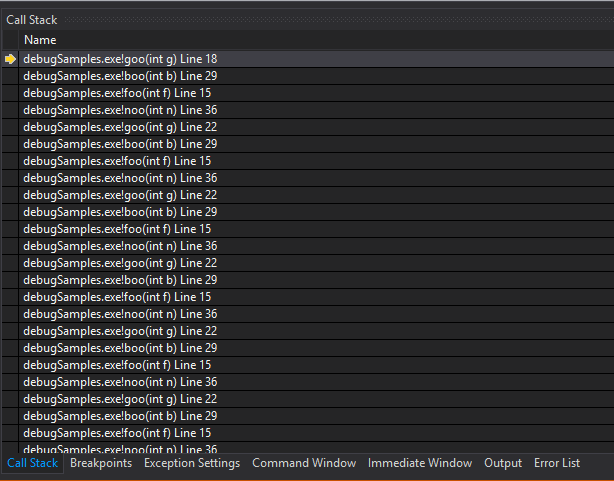 Call Stack
Name
debugSamples.exe!goo(int g) Line 18
debugSamples.exe!boo(int b) Line 29
debugSamples.exe!foo(int f) Line 15
debugSamples.exe!noo(int n) Line 36
debugSamples.exe!goo(int g) Line 22
debugSamples.exe!boo(int b) Line 29
debugSamples.exe!foo(int f) Line 15
debugSamples.exe!noo(int n) Line 36
debugSamples.exe!goo(int g) Line 22
debugSamples.exe!boo(int b) Line 29
debugSamples.exe!foo(int f) Line 15
debugSamples.exe!noo(int n) Line 36
debugSamples.exe!goo(int g) Line 22
debugSamples.exe!boo(int b) Line 29
debugSamples.exe!foo(int f) Line 15
debugSamples.exe!noo(int n) Line 36
debugSamples.exe!goo(int g) Line 22
debugSamples.exe!boo(int b) Line 29
debugSamples.exe!foo(int f) Line 15
debugSamples.exe!noo(int n) Line 36
debugSamples.exe!goo(int g) Line 22
debugSamples.exe!boo(int b) Line 29
debugSamples.exe!foo(int f) Line 15
debugSamples.exe!noo(int n) Line 36
Call Stack Breakpoints Exception Settings Command Window Immediate Window Output Error List